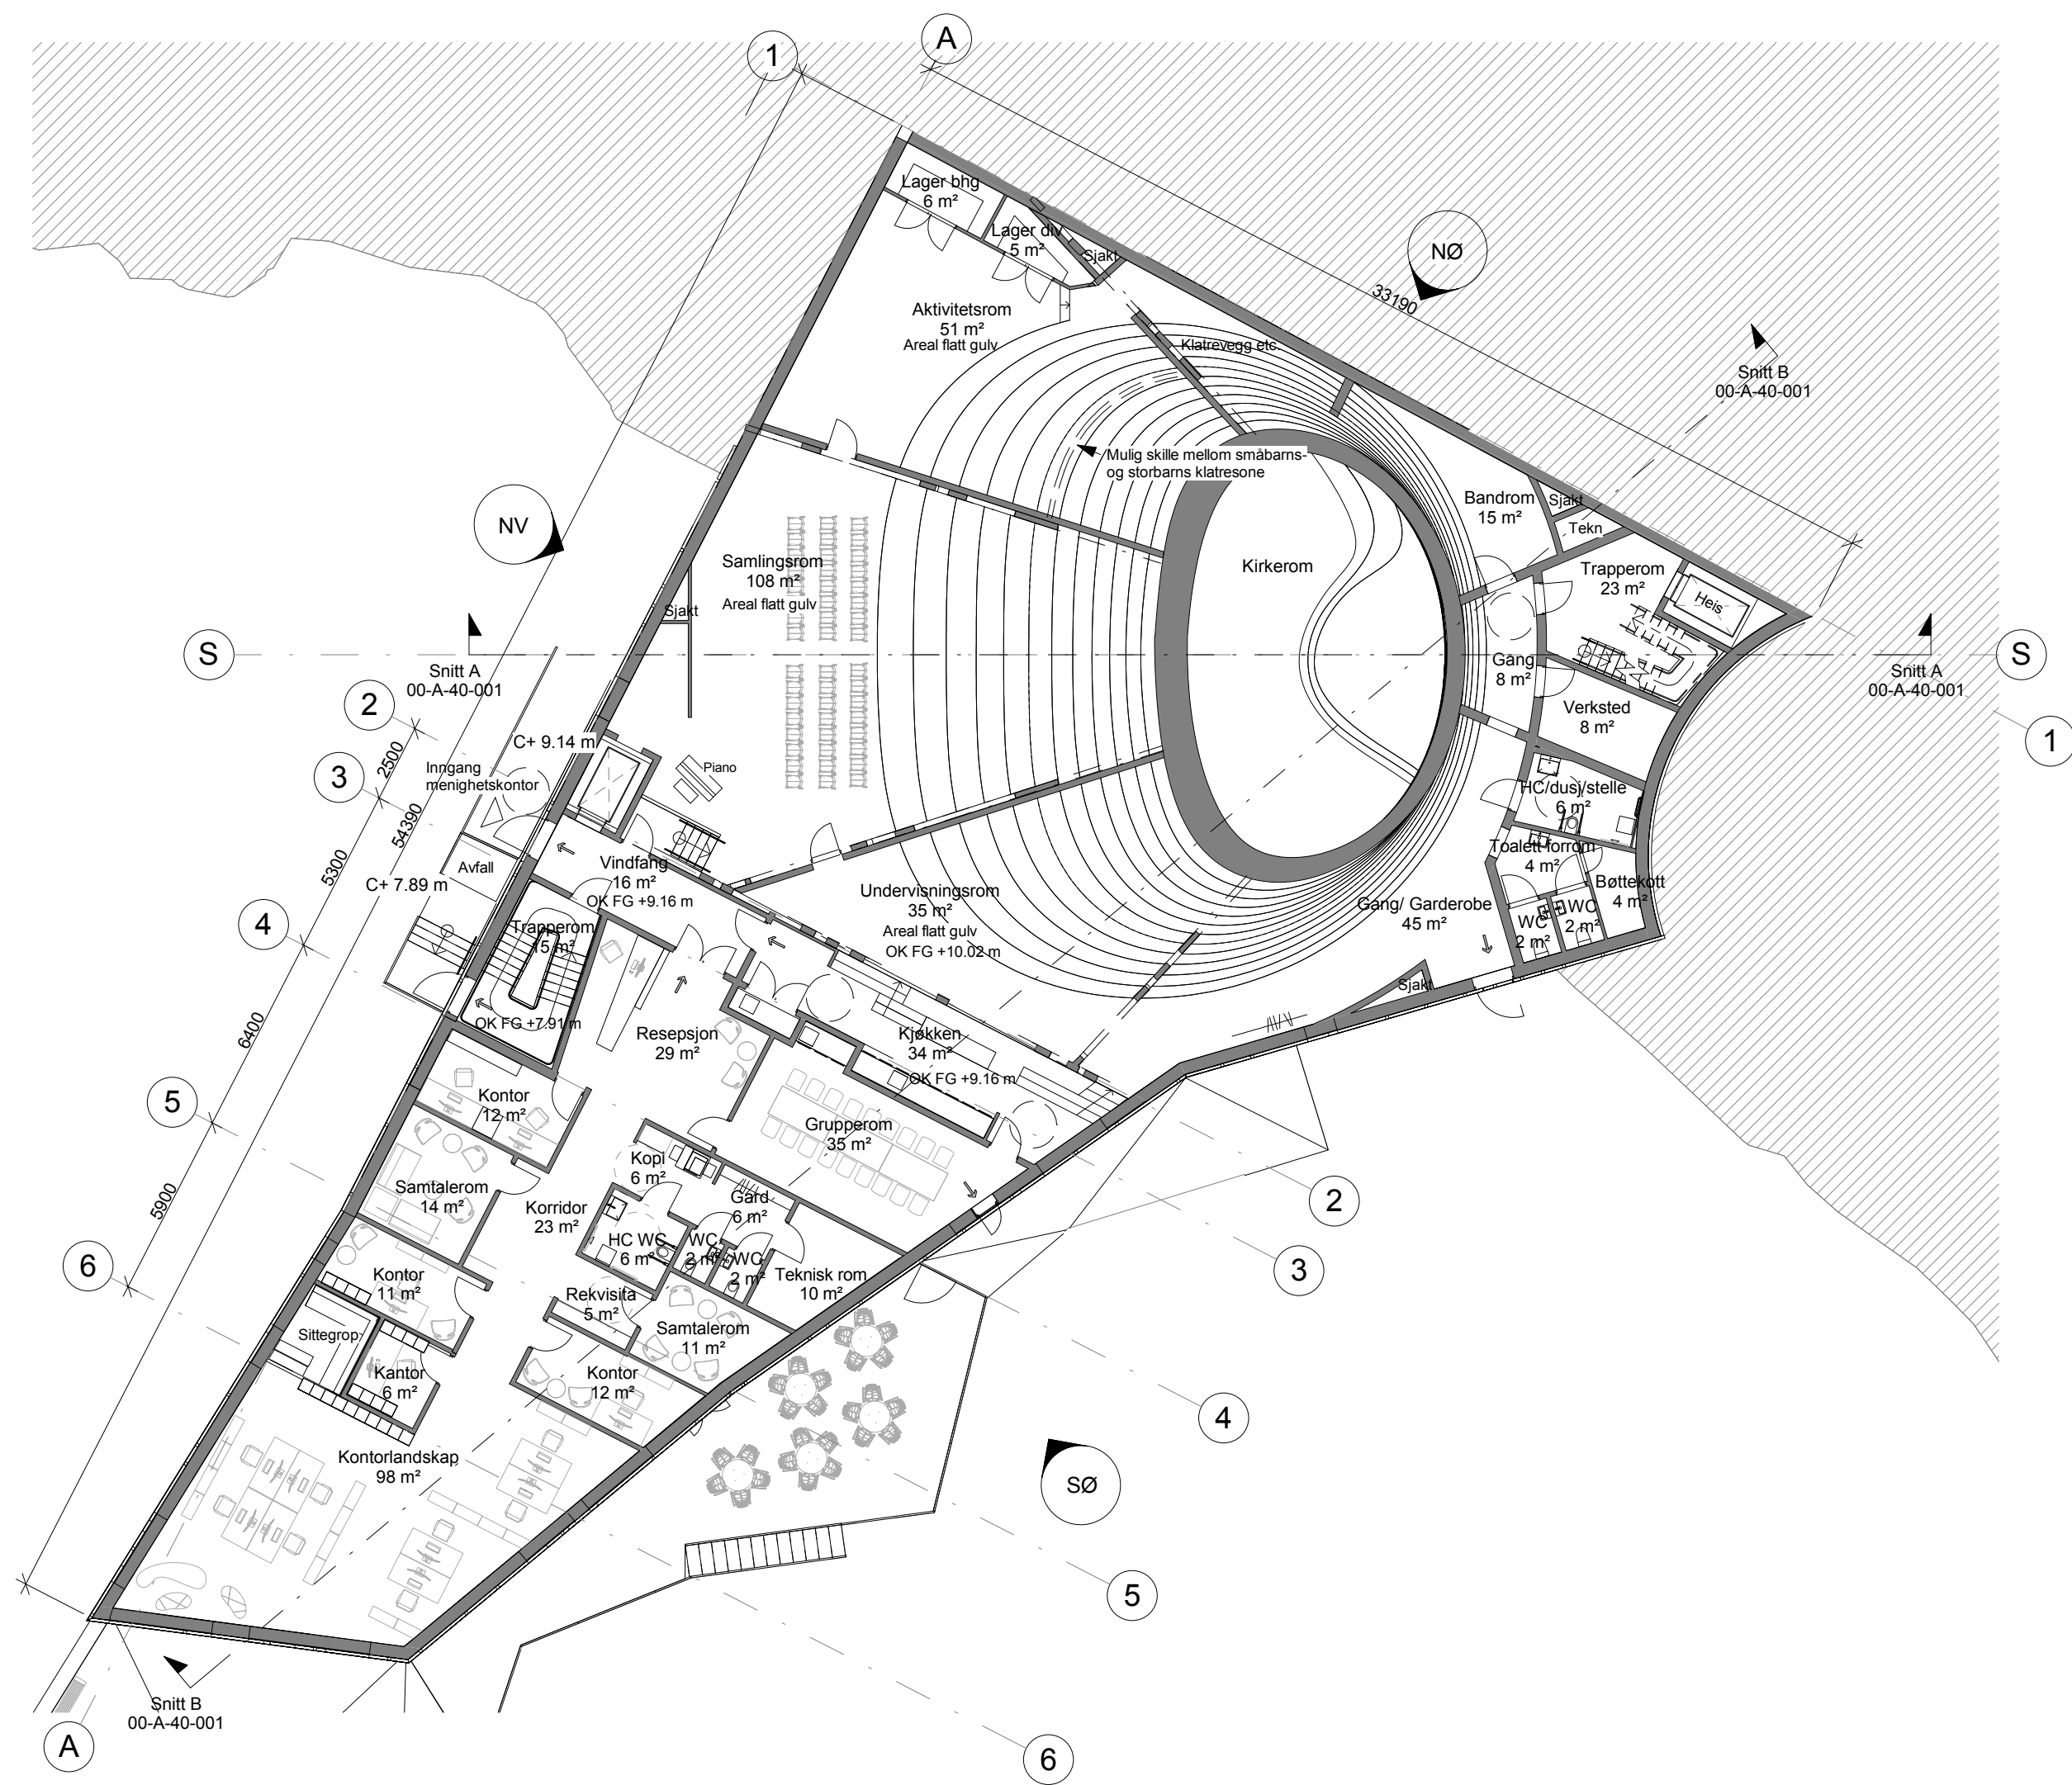 1
A
Lager bhg
6 m²
Lager div
5 m²
Sjakt
NØ
33190
Aktivitetsrom
51 m²
Areal flatt gulv
Klatrevegg etc.
Snitt B
00-A-40-001
Mulig skille mellom småbarns-
og storbarns klatresone
NV
Bandrom
15 m²
Sjakt
Tekn
Samlingsrom
108 m²
Areal flatt gulv
Kirkerom
Trapperom
23 m²
Heis
Sjakt
S
S
Snitt A
00-A-40-001
Gang
8 m²
Snitt A
00-A-40-001
2
Verksted
8 m²
1
C+ 9.14 m
2500
3
Inngang
menighetskontor
Piano
HC/dusj/stelle
6 m²
54390
5300
Avfall
C+ 7.89 m
Vindfang
16 m²
OK FG +9.16 m
Toalett forrom
4 m²
Bøttekott
4 m²
Undervisningsrom
35 m²
Areal flatt gulv
OK FG +10.02 m
Gang/ Garderobe
45 m²
WC
2 m²
WC
2 m²
4
Trapperom
15 m²
Sjakt
6400
OK FG +7.91 m
Resepsjon
29 m²
Kjøkken
34 m²
OK FG +9.16 m
5
Kontor
12 m²
Grupperom
35 m²
5900
Samtalerom
14 m²
Kopi
6 m²
Gard
6 m²
2
Korridor
23 m²
HC WC
6 m²
WC
2 m²
WC
2 m²
3
6
Kontor
11 m²
Teknisk rom
10 m²
Rekvisita
5 m²
Sittegrop
Samtalerom
11 m²
Kantor
6 m²
Kontor
12 m²
4
Kontorlandskap
98 m²
SØ
5
Snitt B
00-A-40-001
A
6